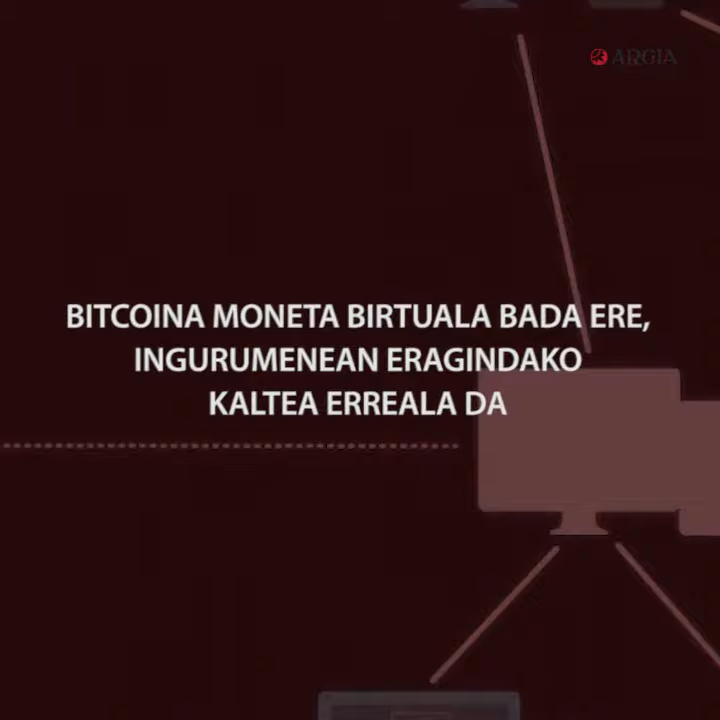 ARGIA
BITCOINA MONETA BIRTUALA BADA ERE,
INGURUMENEAN ERAGINDAKO
KALTEA ERREALA DA